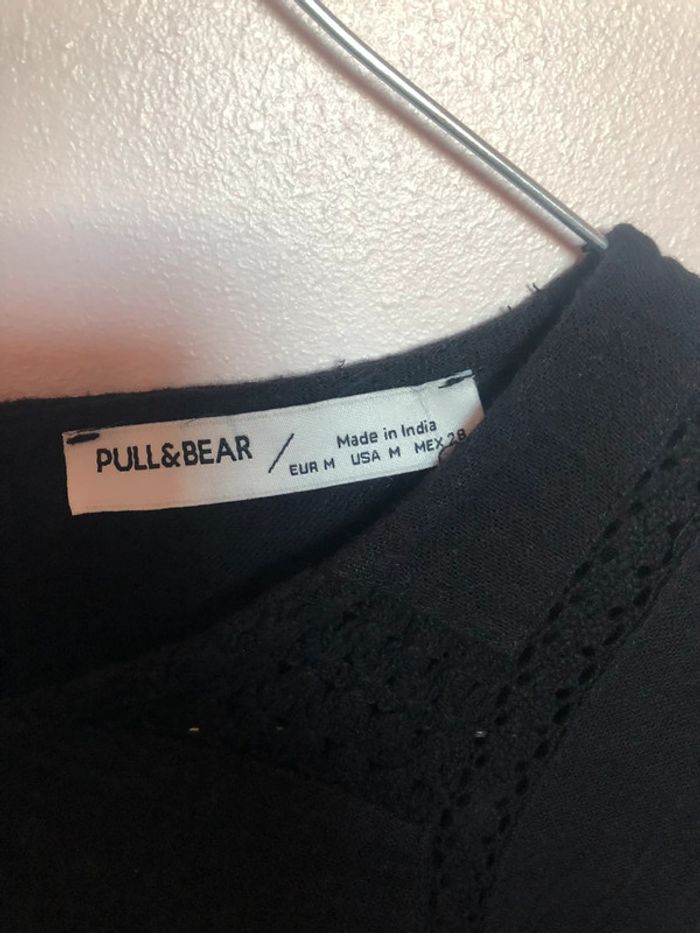 PULL&BEAR /
Made in India
EUR M USA M MEX 28